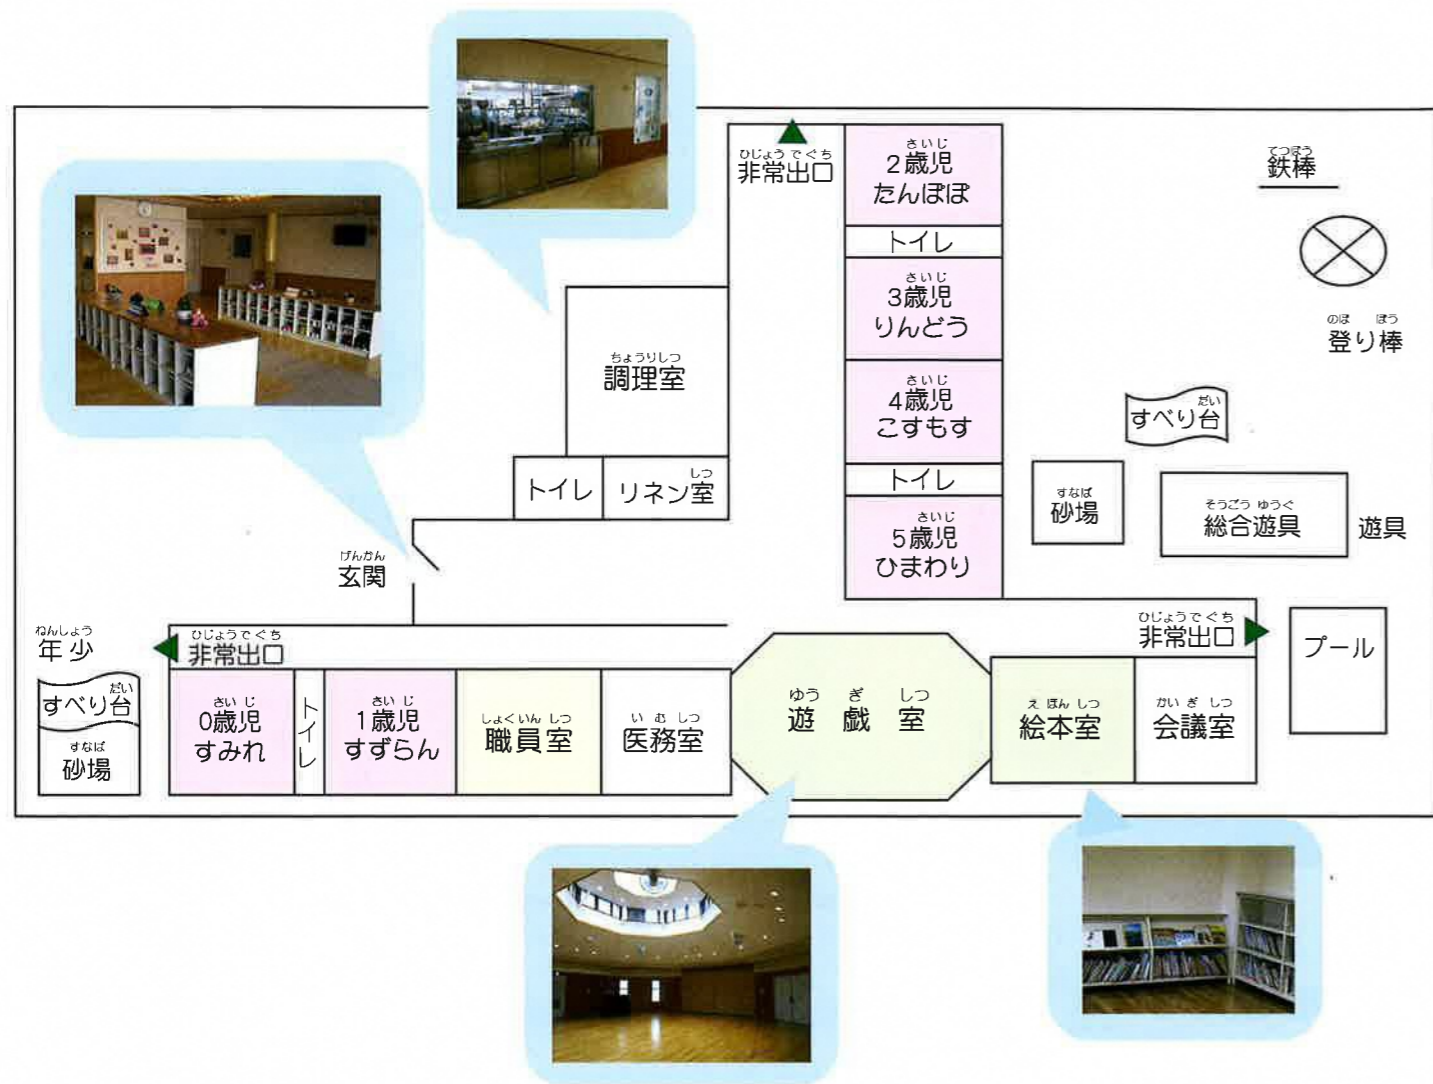 ひじょうでぐち
非常出口
さいじ
2歳児
たんぽぽ
トイレ
さいじ
3歳児
りんどう
さいじ
4歳児
こすもす
トイレ
さいじ
5歳児
ひまわり
てつぼう
鉄棒
のぼ ぼう
登り棒
だい
すべり台
すなば
砂場
そうごう ゆうぐ
総合遊具
遊具
ちょうりしつ
調理室
トイレ
しつ
リネン室
げんかん
玄関
ねんしょう
年少
だい
すべり台
すなば
砂場
ひじょうでぐち
非常出口
さいじ
0歳児
すみれ
トイレ
さいじ
1歳児
すずらん
しょくいんしつ
職員室
いむしつ
医務室
ゆうぎしつ
遊戯室
えほんしつ
絵本室
かいぎしつ
会議室
ひじょうでぐち
非常出口
プール